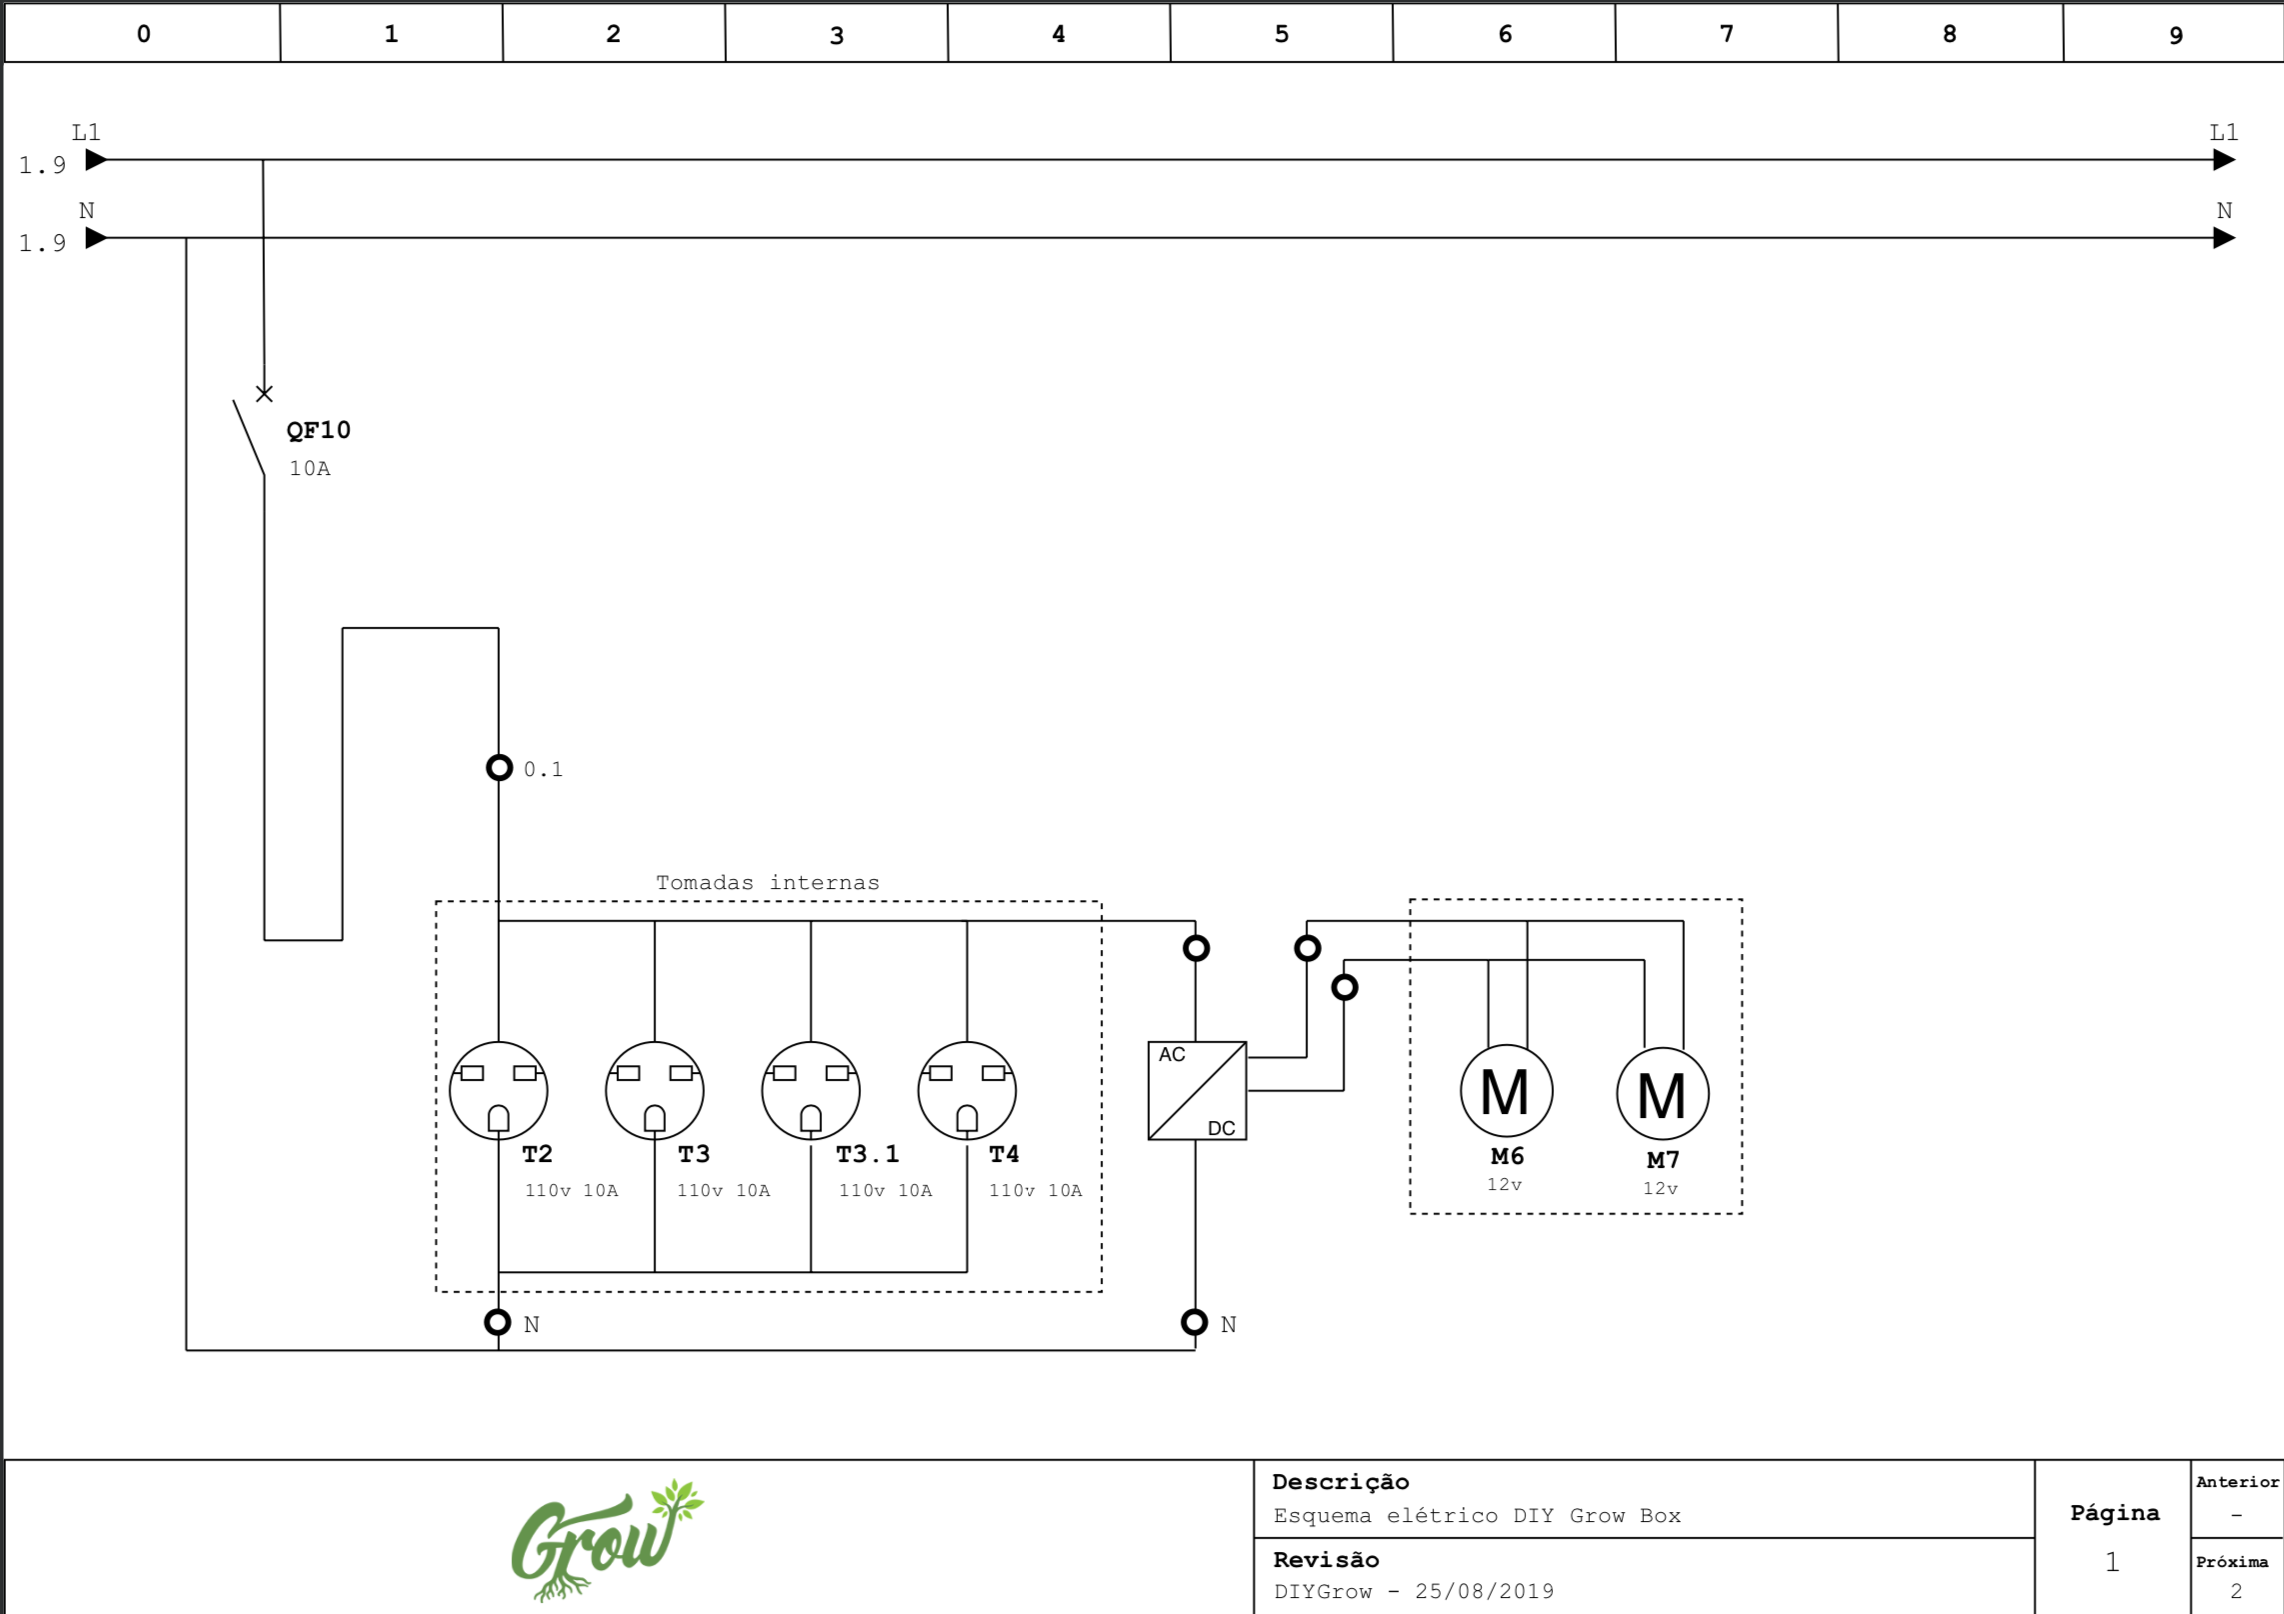 0 1 2 3 4 5 6 7 8 9
L1 L1
1.9
N N
1.9
QF10
10A
0.1
Tomadas internas
AC
DC
M M
T2 T3 T3.1 T4
M6 M7
110v 10A 110v 10A 110v 10A 110v 10A
12v 12v
N N
Grow
Descrição
Esquema elétrico DIY Grow Box
Revisão
DIYGrow - 25/08/2019
Página
1
Anterior
-
Próxima
2